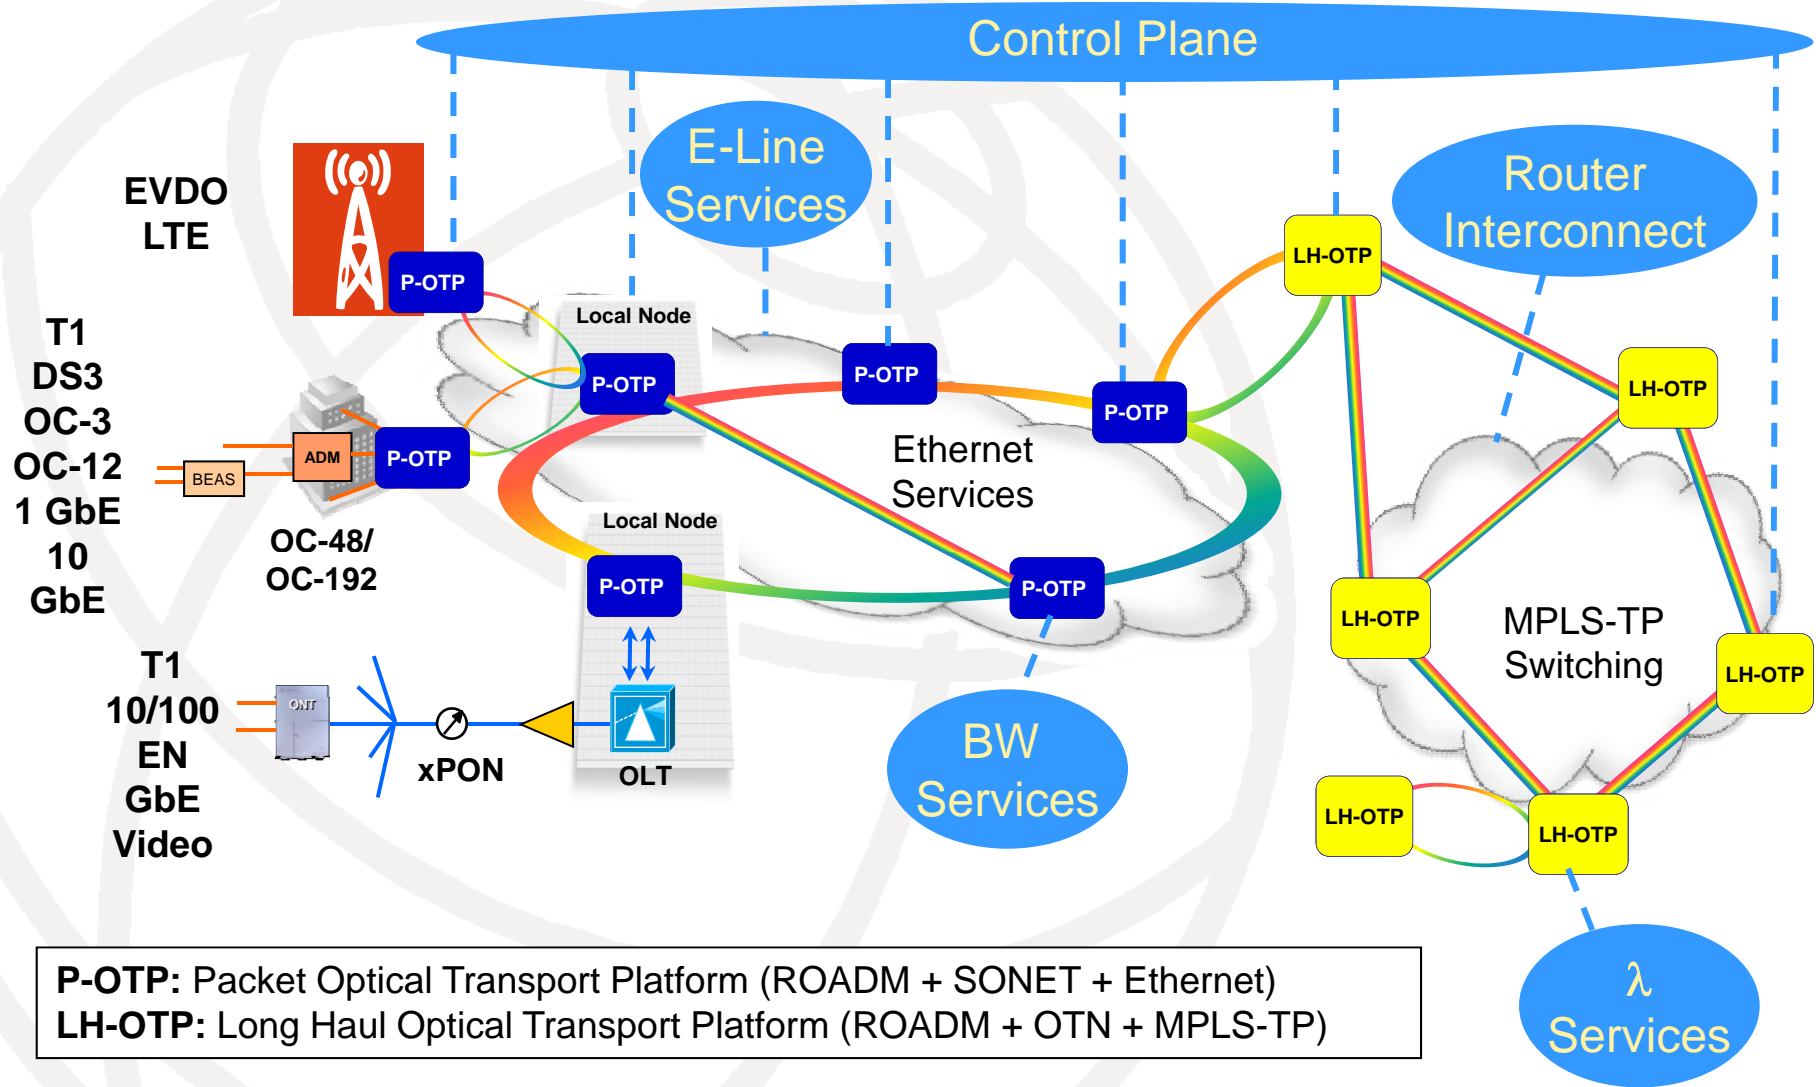 Control Plane
E-Line
Services
Router
Interconnect
EVDO
LTE
P-OTP
LH-OTP
Local Node
T1
DS3
OC-3
OC-12
1 GbE
10
GbE
P-OTP
P-OTP
P-OTP
LH-OTP
ADM
BEAS
P-OTP
Ethernet
Services
OC-48/
OC-192
Local Node
P-OTP
P-OTP
LH-OTP
MPLS-TP
Switching
LH-OTP
T1
10/100
EN
GbE
Video
ONT
xPON
OLT
BW
Services
LH-OTP
LH-OTP
P-OTP: Packet Optical Transport Platform (ROADM + SONET + Ethernet)
LH-OTP: Long Haul Optical Transport Platform (ROADM + OTN + MPLS-TP)
λ
Services